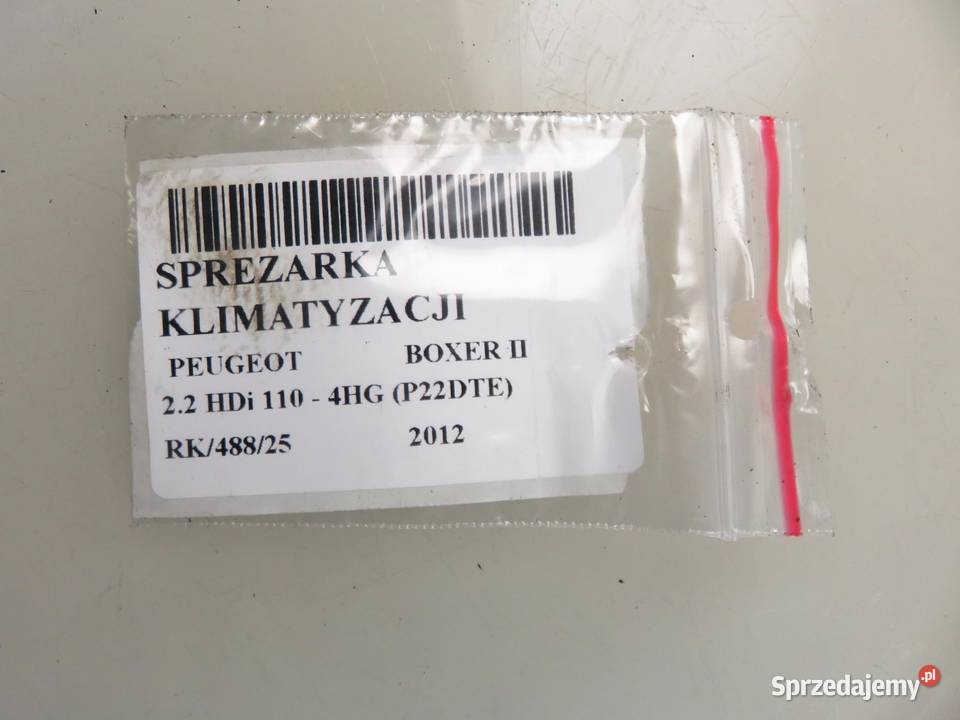 SPREZARKA
KLIMATYZACJI
PEUGEOT BOXER II
2.2 HDi 110 - 4HG (P22DTE)
RK/488/25 2012
Sprzedajemy.pl